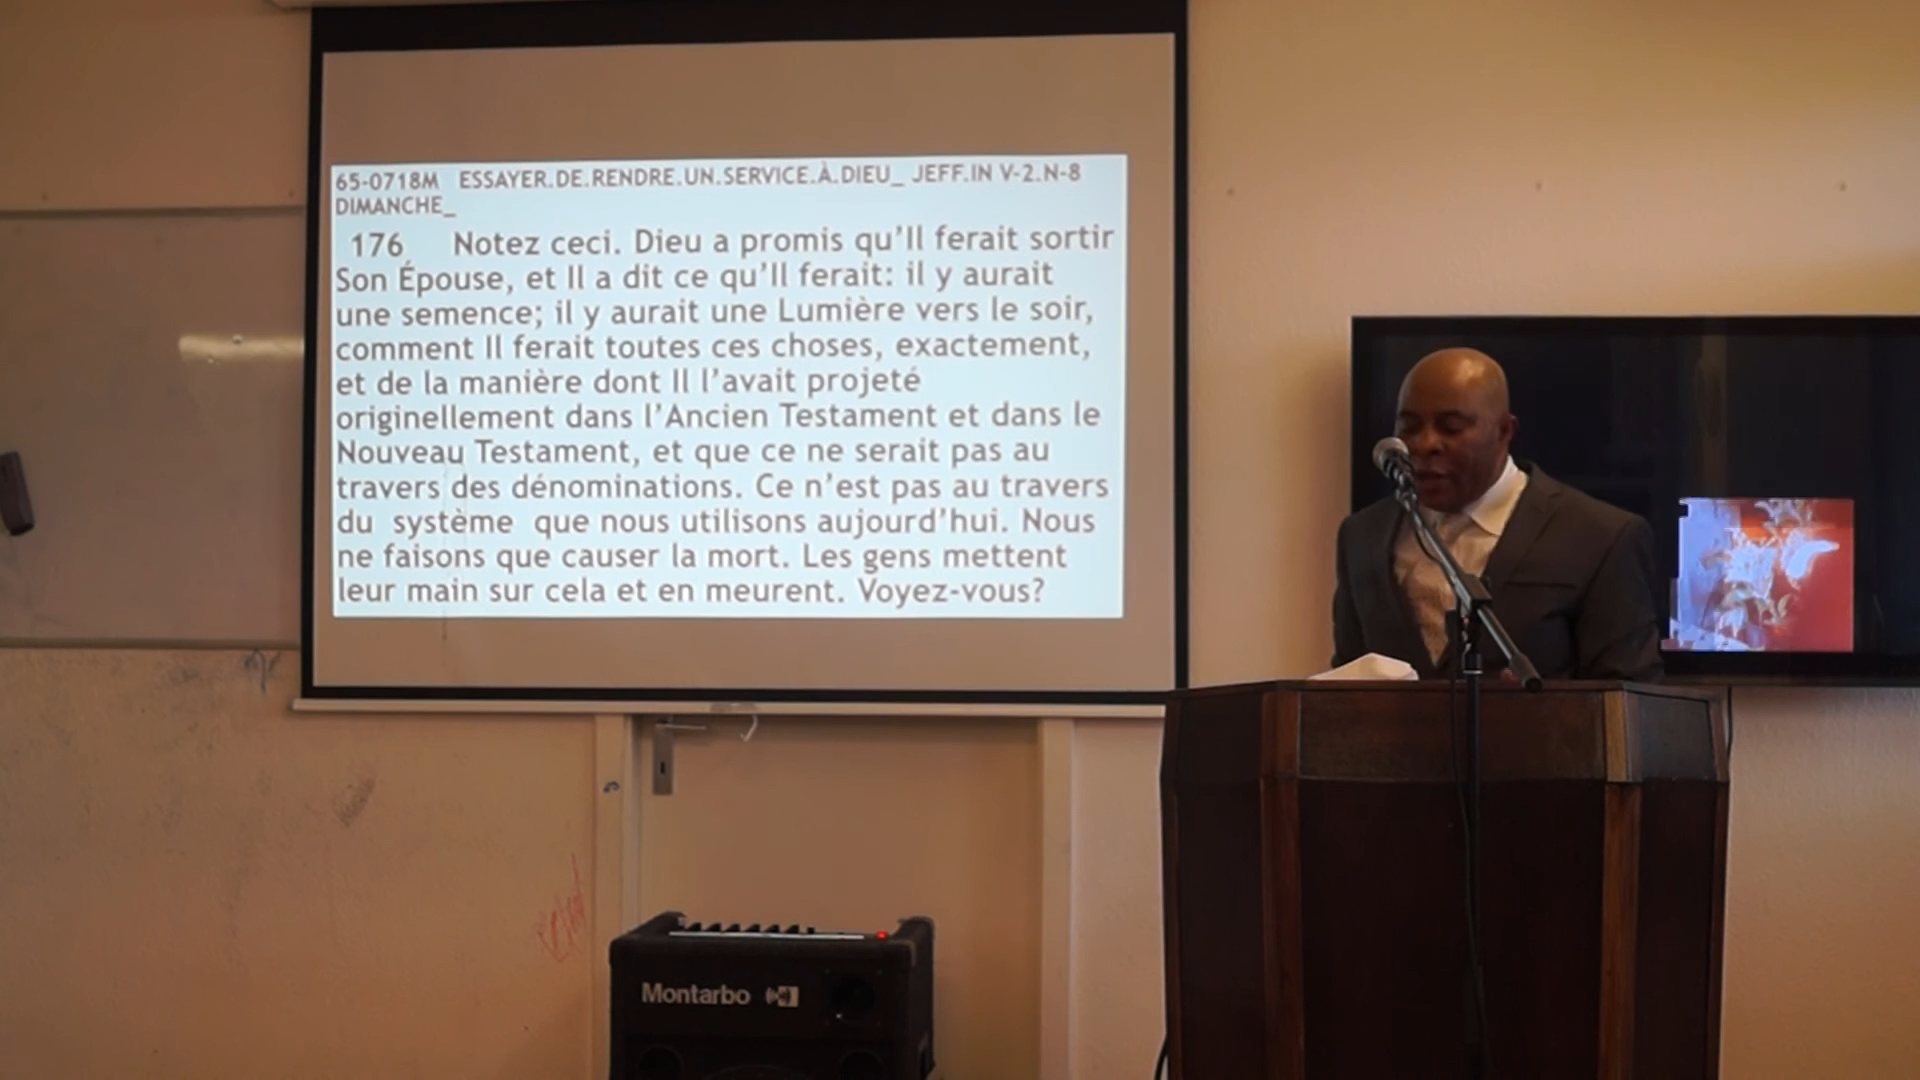 65-0718M ESSAYER.DE.RENDRE.UN.SERVICE.À.DIEU_ JEFF.IN V-2.N-8
DIMANCHE_
176 Notez ceci. Dieu a promis qu’Il ferait sortir
Son Épouse, et Il a dit ce qu’Il ferait: il y aurait
une semence; il y aurait une Lumière vers le soir,
comment Il ferait toutes ces choses, exactement,
et de la manière dont Il l’avait projeté
originellement dans l’Ancien Testament et dans le
Nouveau Testament, et que ce ne serait pas au
travers des dénominations. Ce n’est pas au travers
du système que nous utilisons aujourd’hui. Nous
ne faisons que causer la mort. Les gens mettent
leur main sur cela et en meurent. Voyez-vous?
Montarbo